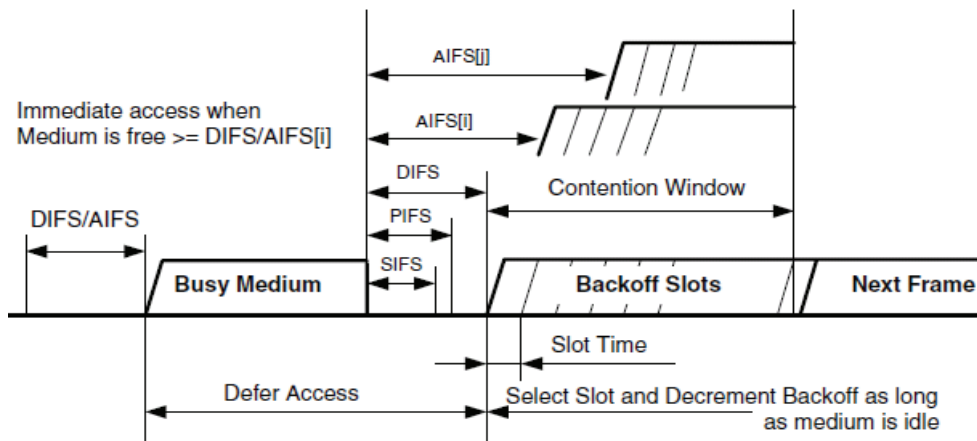 AIFS[j]
Immediate access when
Medium is free >= DIFS/AIFS[i]
AIFS[i]
DIFS
Contention Window
DIFS/AIFS
PIFS
SIFS
Busy Medium
Backoff Slots
Next Frame
Slot Time
Defer Access
Select Slot and Decrement Backoff as long
as medium is idle